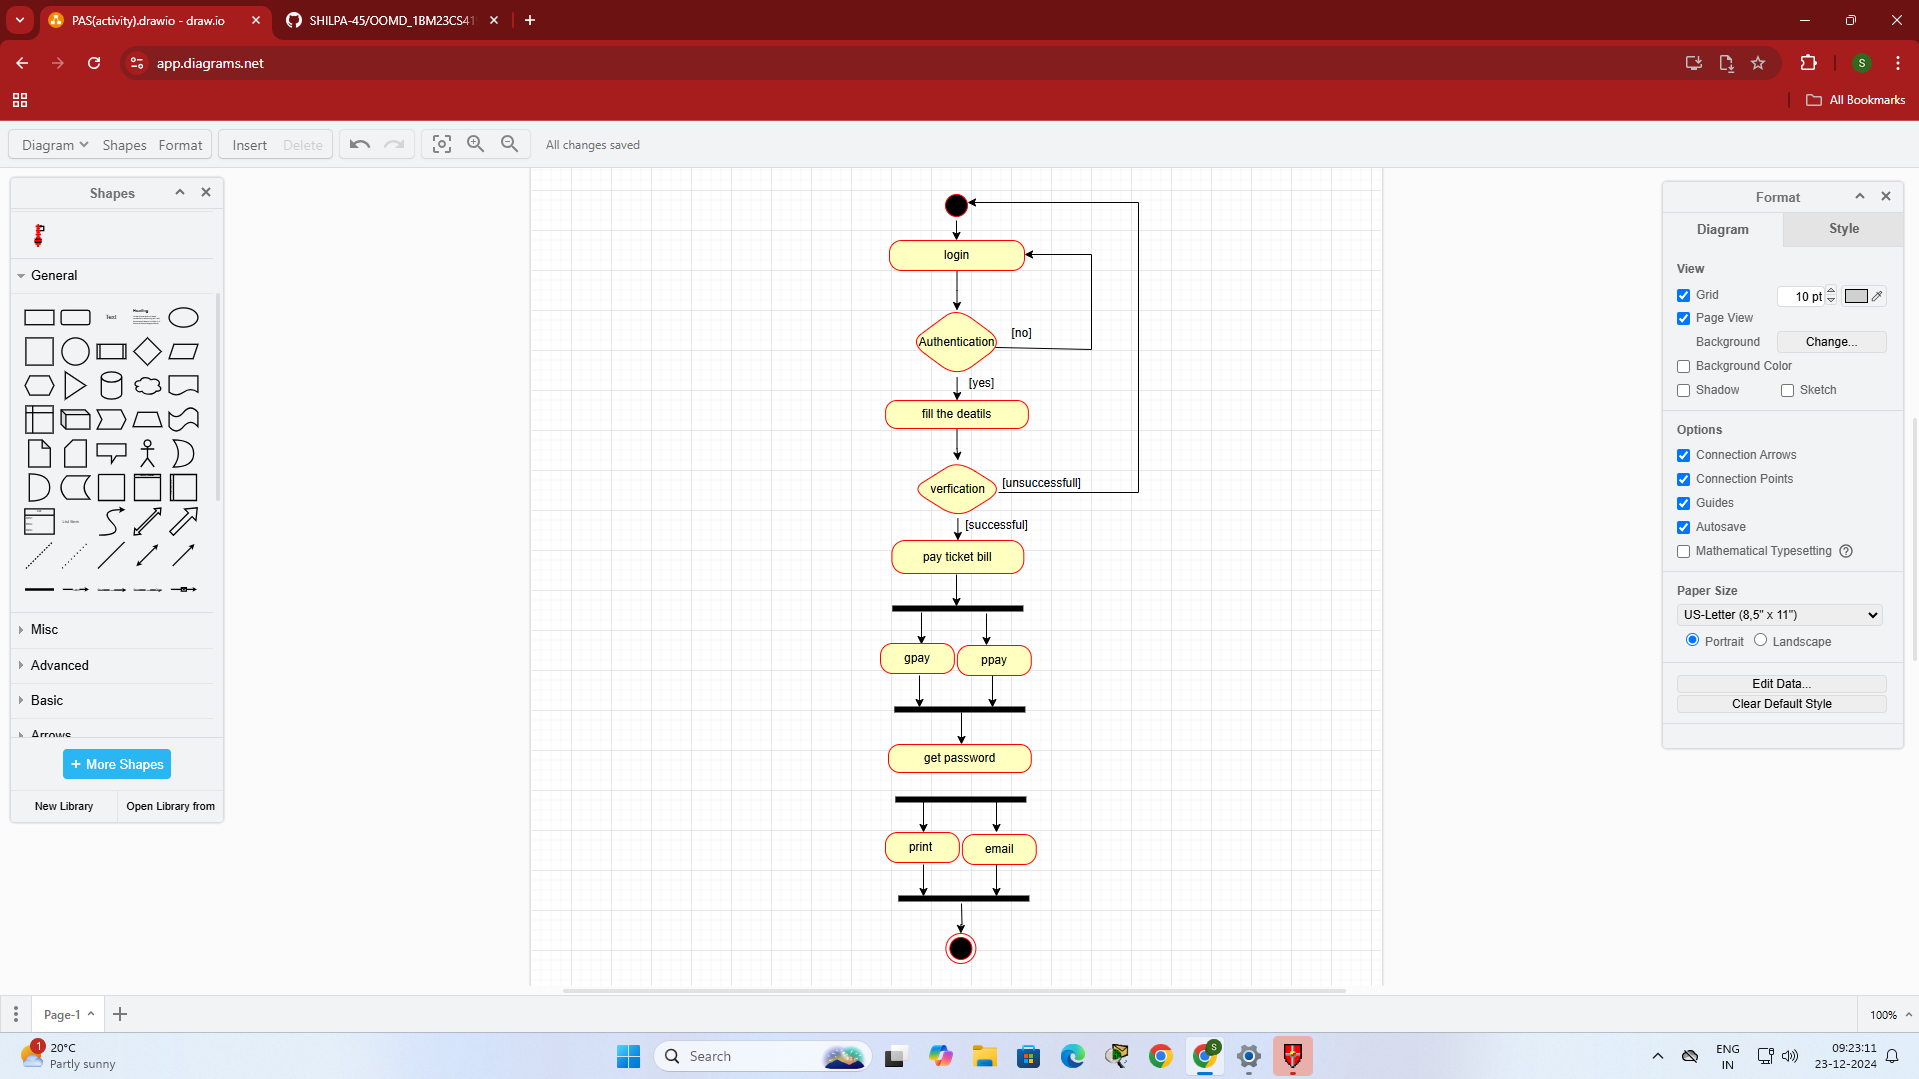 PAS(activity).drawio - draw.io
SHILPA-45/OOMD_1BM23CS41
app.diagrams.net
S
All Bookmarks
Diagram Shapes Format Insert Delete All changes saved
Shapes
General
Text
Heading
List Item
Misc
Advanced
Basic
Arrows
+ More Shapes
New Library
Open Library from
login
Authentication
[no]
[yes]
fill the deatils
verfication
[unsuccessfull]
[successful]
pay ticket bill
gpay
ppay
get password
print
email
Format
Diagram
Style
View
Grid
10 pt
Page View
Background
Change...
Background Color
Shadow
Sketch
Options
Connection Arrows
Connection Points
Guides
Autosave
Mathematical Typesetting
Paper Size
US-Letter (8,5" x 11")
Portrait
Landscape
Edit Data...
Clear Default Style
Page-1
100%
1
20°C
Partly sunny
Search
S
ENG
IN
09:23:11
23-12-2024